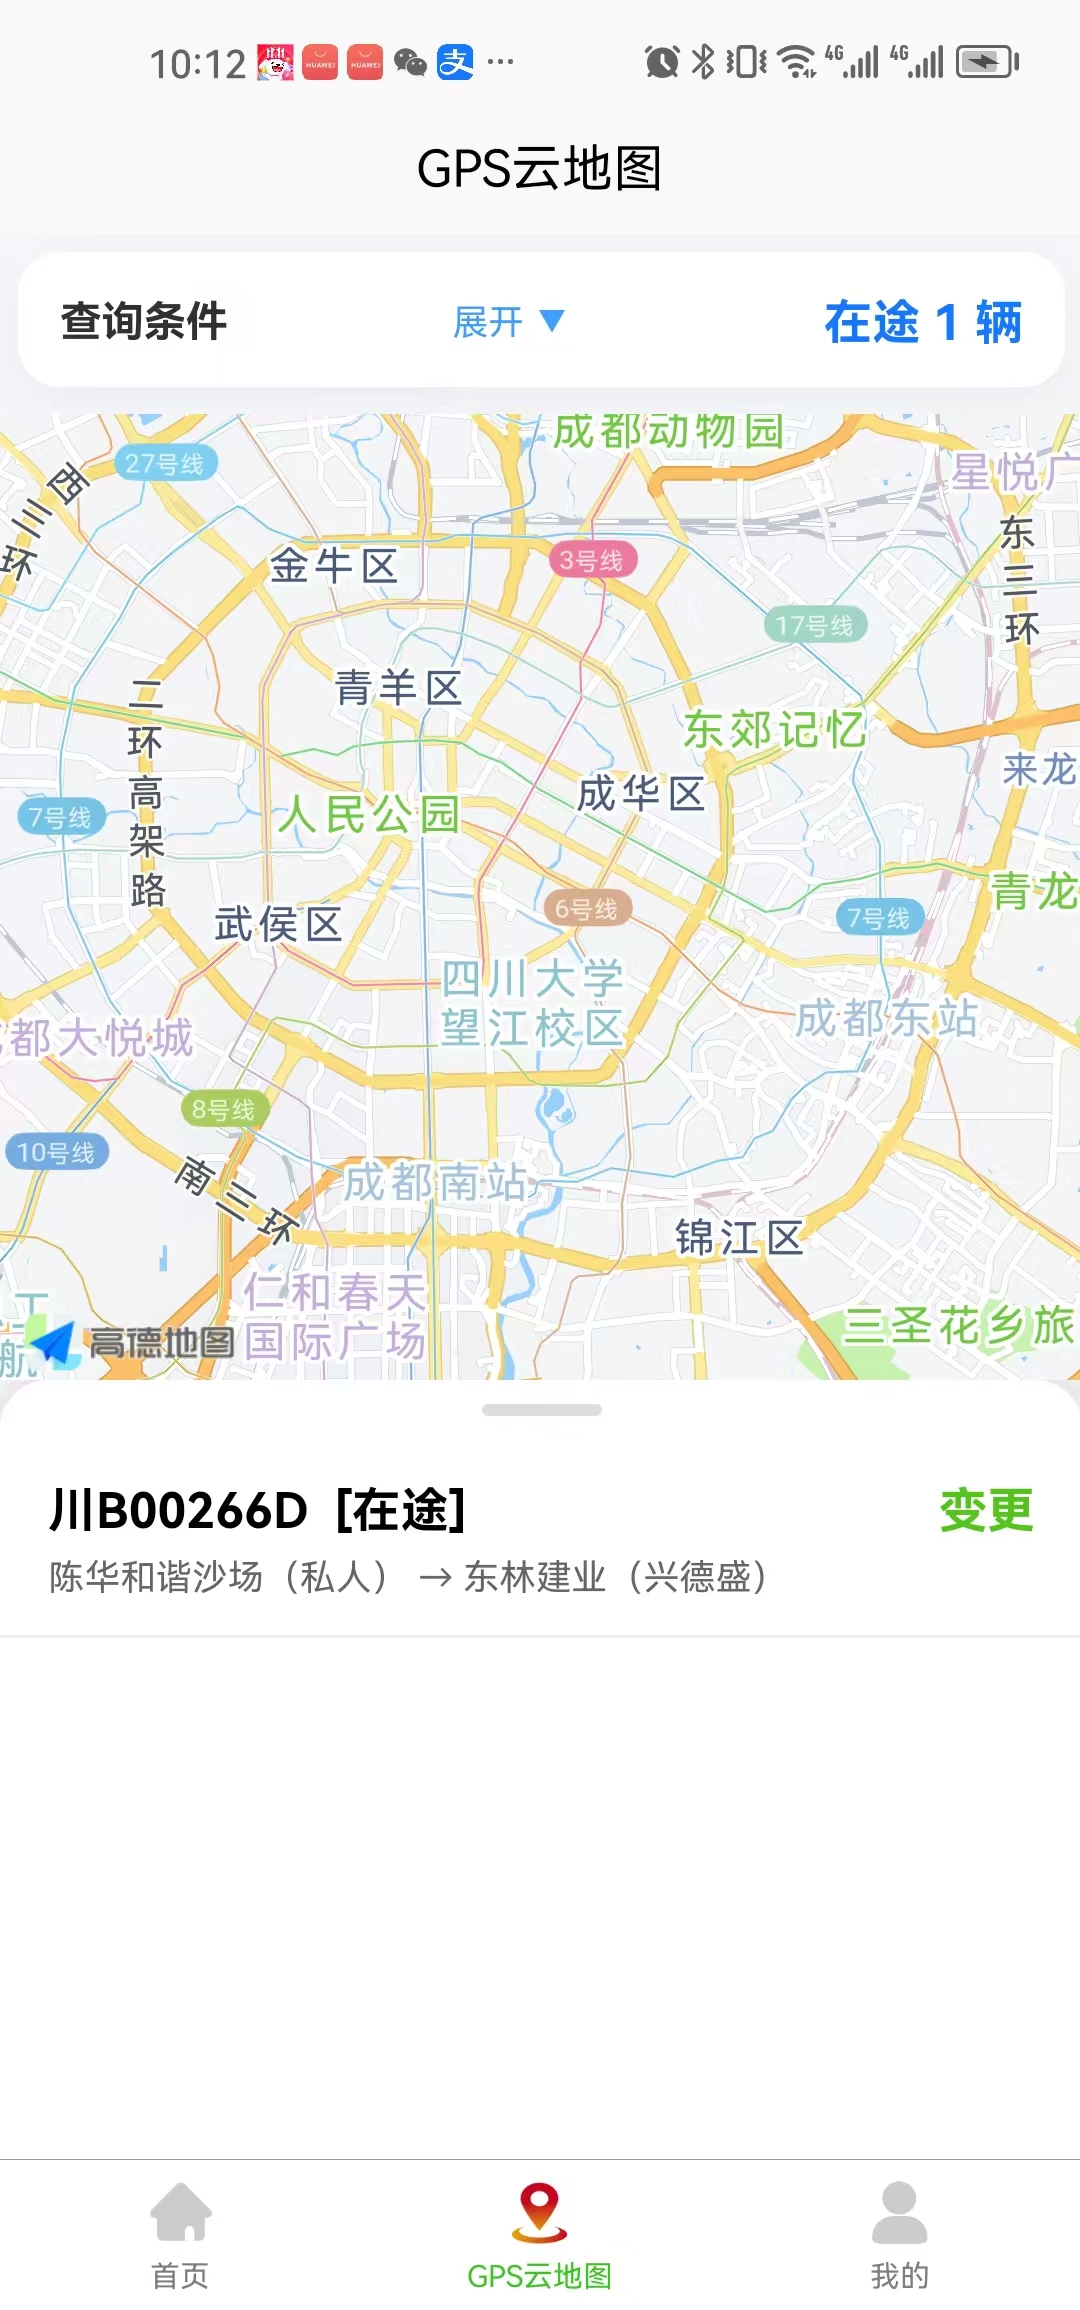 10:12
HUAWEI
HUAWEI
支
4G
4G
GPS云地图
查询条件
展开 ▼
在途 1 辆
成都动物园
27号线
星悦广
西三环
东三环
金牛区
3号线
17号线
青羊区
二环高架路
东郊记忆
来龙
成华区
7号线
人民公园
青龙
6号线
7号线
武侯区
四川大学
望江校区
成都东站
都大悦城
8号线
10号线
南三环
成都南站
锦江区
仁和春天
国际广场
三圣花乡旅
航
高德地图
川B00266D [在途]
变更
陈华和谐沙场（私人） → 东林建业（兴德盛）
首页
GPS云地图
我的